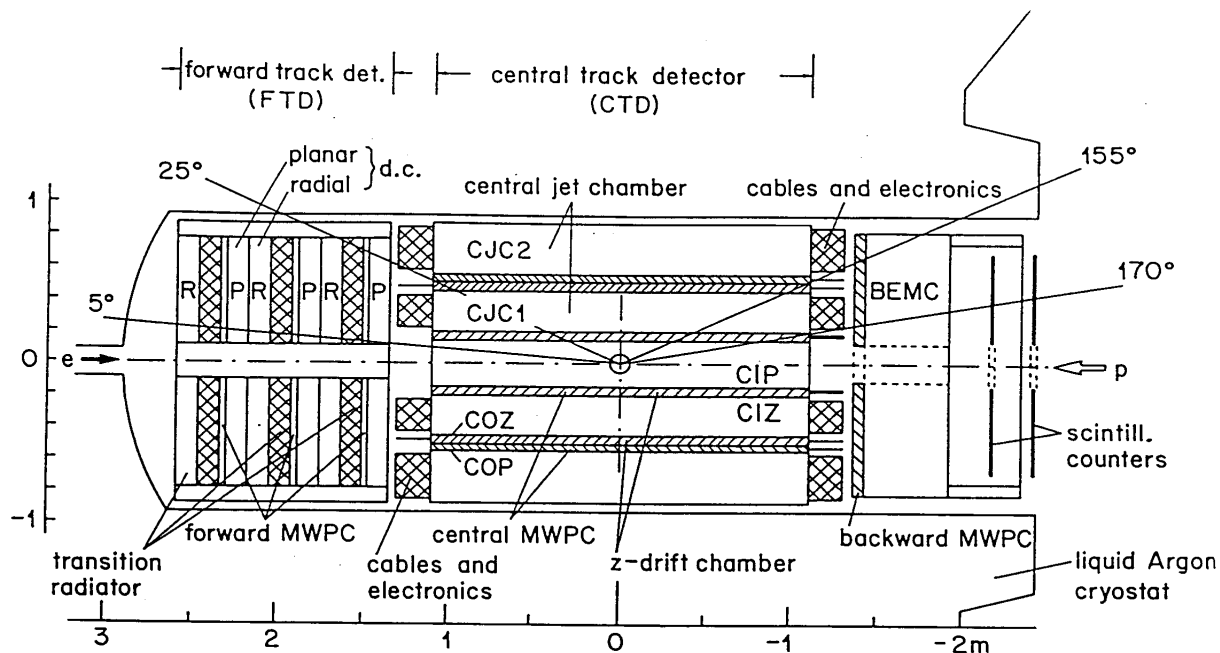 forward track det.
(FTD)
central track detector
(CTD)
25°
planar
radial
d.c.
155°
central jet chamber
cables and electronics
1
CJC2
170°
5°
R
P
R
P
R
P
CJC1
BEMC
0
e
p
CIP
CIZ
COZ
COP
scintill.
counters
-1
forward MWPC
central MWPC
backward MWPC
transition
radiator
cables and
electronics
z-drift chamber
liquid Argon
cryostat
3
2
1
0
-1
-2m